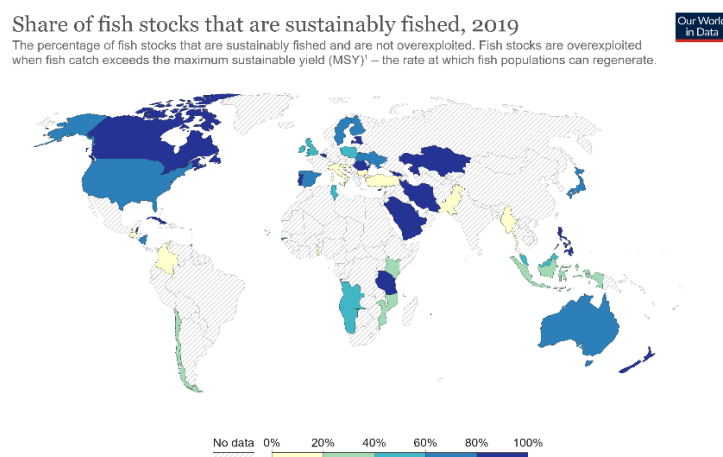 Share of fish stocks that are sustainably fished, 2019
Our World
in Data
The percentage of fish stocks that are sustainably fished and are not overexploited. Fish stocks are overexploited
when fish catch exceeds the maximum sustainable yield (MSY)¹ – the rate at which fish populations can regenerate.
No data 0% 20% 40% 60% 80% 100%